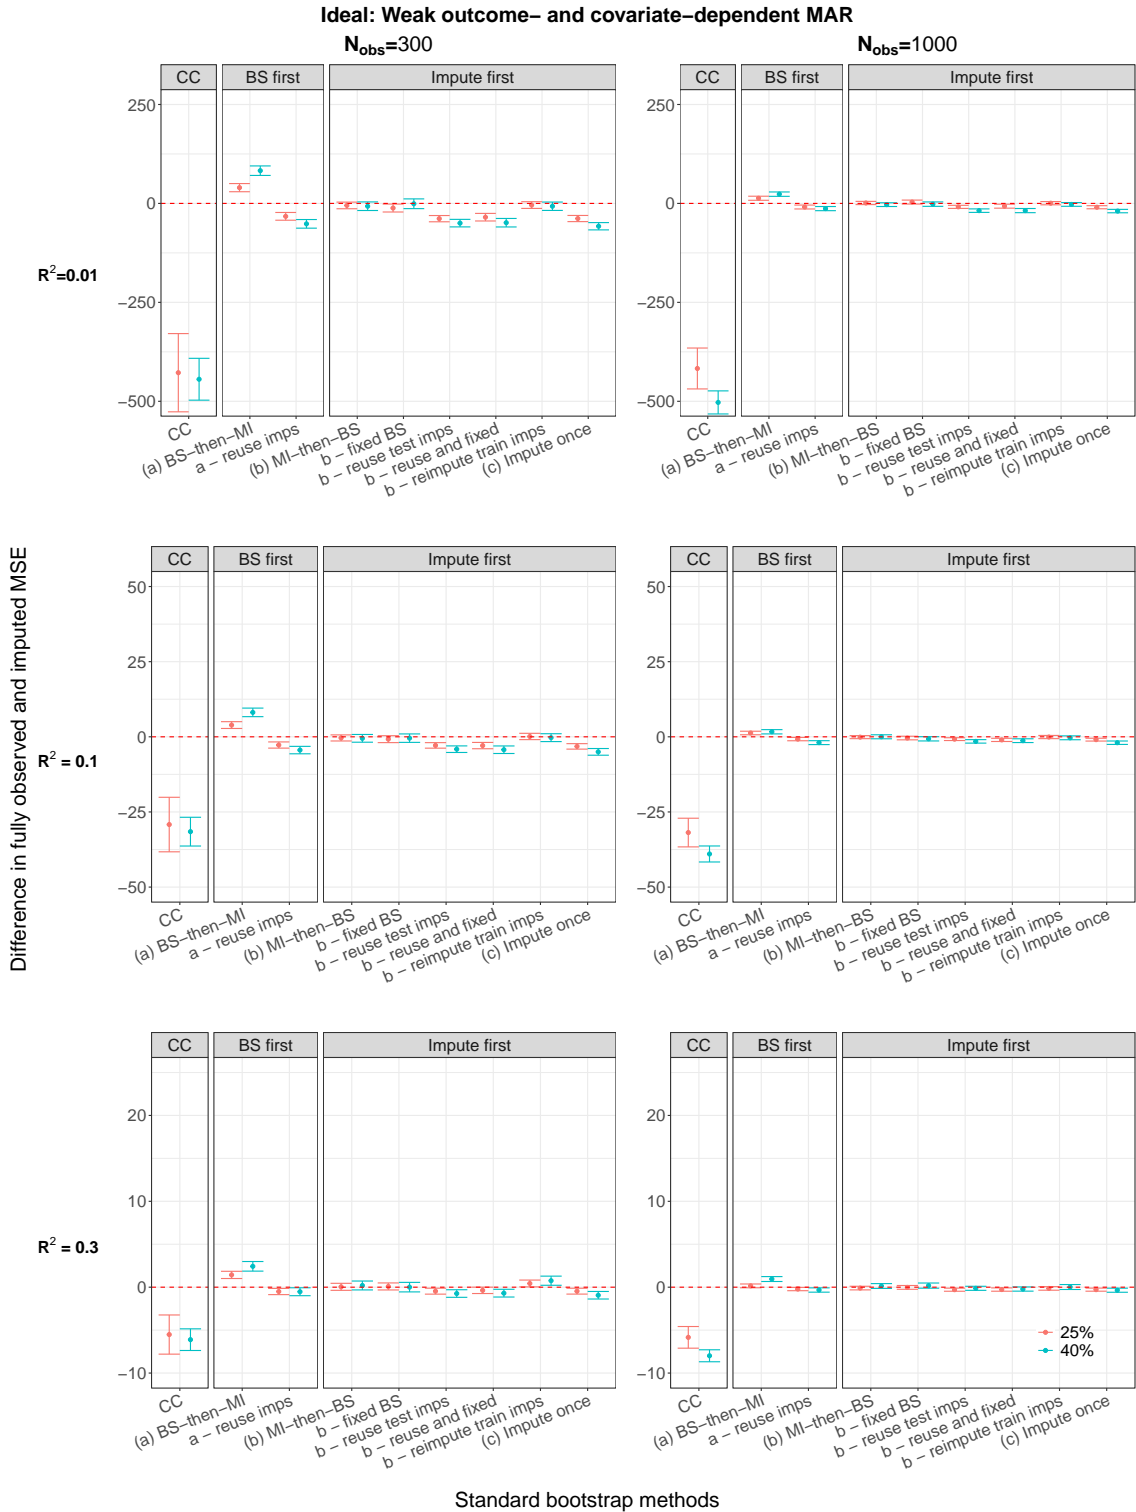 Ideal: Weak outcome− and covariate−dependent MAR
N_obs=300
N_obs=1000
Difference in fully observed and imputed MSE
R²=0.01
CC
BS first
Impute first
250
0
−250
−500
CC
(a) BS−then−MI
a − reuse imps
(b) MI−then−BS
b − fixed BS
b − reuse test imps
b − reuse and fixed
b − reimpute train imps
(c) Impute once
CC
BS first
Impute first
250
0
−250
−500
CC
(a) BS−then−MI
a − reuse imps
(b) MI−then−BS
b − fixed BS
b − reuse test imps
b − reuse and fixed
b − reimpute train imps
(c) Impute once
R² = 0.1
CC
BS first
Impute first
50
25
0
−25
−50
CC
(a) BS−then−MI
a − reuse imps
(b) MI−then−BS
b − fixed BS
b − reuse test imps
b − reuse and fixed
b − reimpute train imps
(c) Impute once
CC
BS first
Impute first
50
25
0
−25
−50
CC
(a) BS−then−MI
a − reuse imps
(b) MI−then−BS
b − fixed BS
b − reuse test imps
b − reuse and fixed
b − reimpute train imps
(c) Impute once
R² = 0.3
CC
BS first
Impute first
20
10
0
−10
CC
(a) BS−then−MI
a − reuse imps
(b) MI−then−BS
b − fixed BS
b − reuse test imps
b − reuse and fixed
b − reimpute train imps
(c) Impute once
CC
BS first
Impute first
20
10
0
−10
25%
40%
CC
(a) BS−then−MI
a − reuse imps
(b) MI−then−BS
b − fixed BS
b − reuse test imps
b − reuse and fixed
b − reimpute train imps
(c) Impute once
Standard bootstrap methods